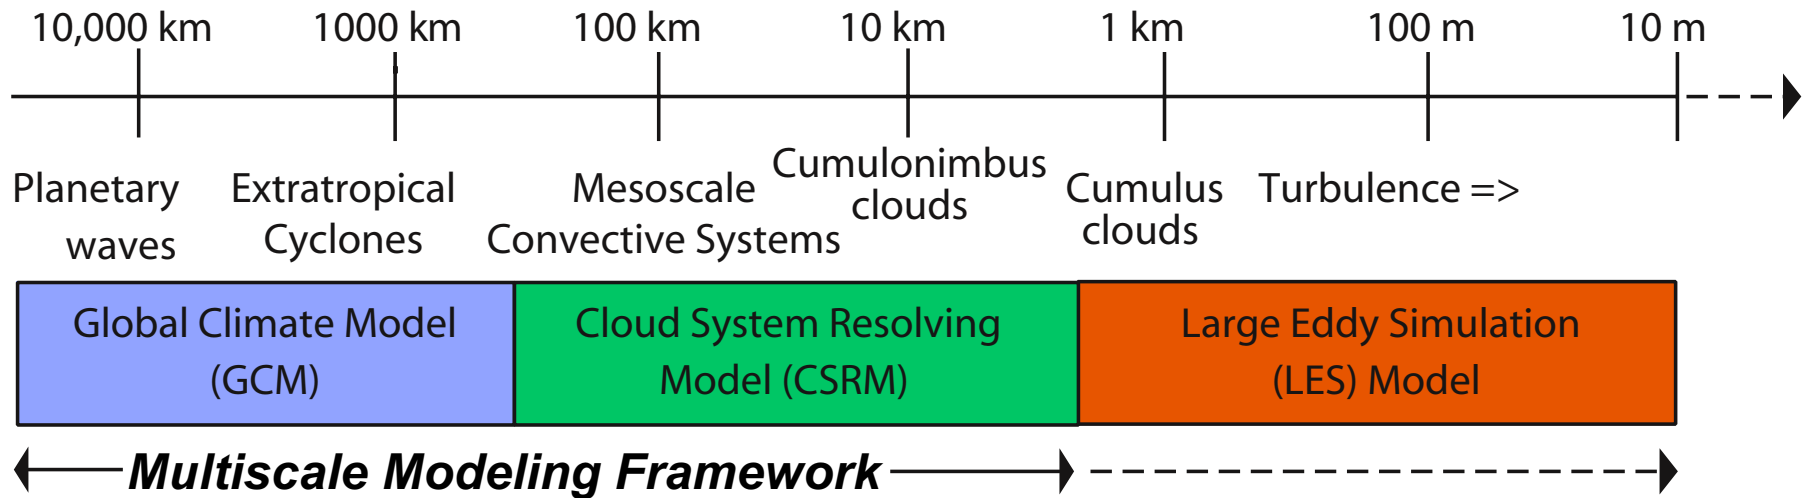 10,000 km 1000 km 100 km 10 km 1 km 100 m 10 m
Planetary
waves
Extratropical
Cyclones
Mesoscale
Convective Systems
Cumulonimbus
clouds
Cumulus
clouds
Turbulence =>
Global Climate Model
(GCM)
Cloud System Resolving
Model (CSRM)
Large Eddy Simulation
(LES) Model
Multiscale Modeling Framework